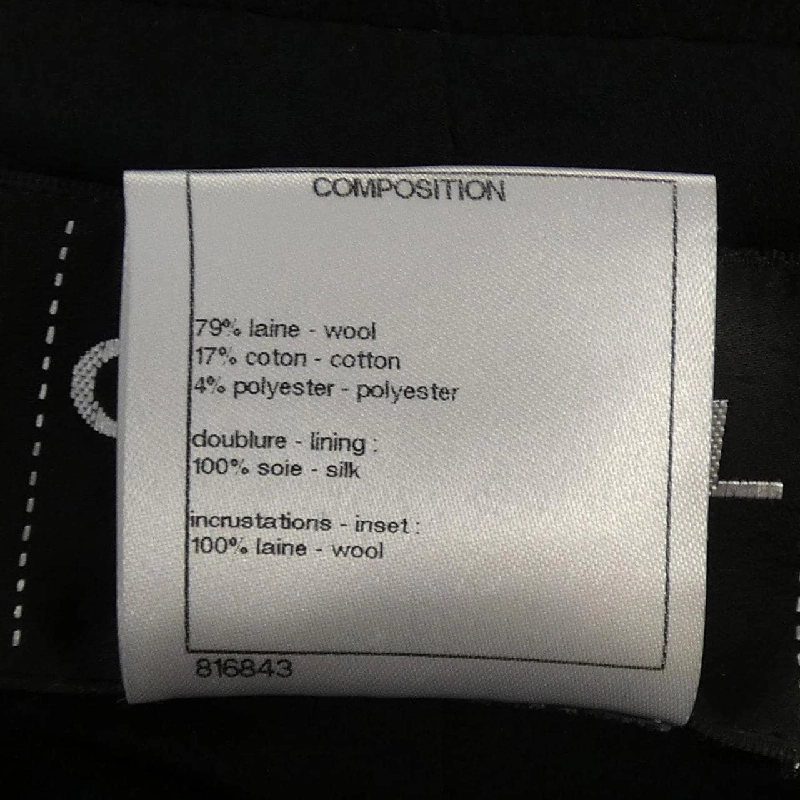 COMPOSITION
79% laine - wool
17% coton - cotton
4% polyester - polyester
doublure - lining :
100% soie - silk
incrustations - inset :
100% laine - wool
816843